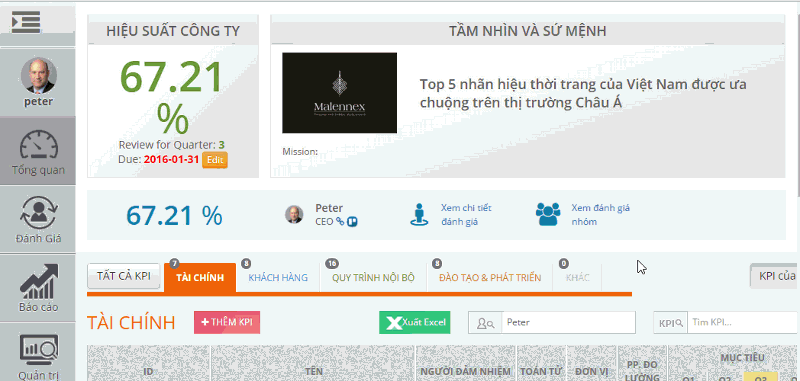 HIỆU SUẤT CÔNG TY
67.21
%
Review for Quarter: 3
Due: 2016-01-31 Edit
TẦM NHÌN VÀ SỨ MỆNH
Malennex
Top 5 nhãn hiệu thời trang của Việt Nam được ưa
chuộng trên thị trường Châu Á
Mission:
peter
Tổng quan
Đánh Giá
Báo cáo
Quản trị
67.21 %
Peter
CEO
Xem chi tiết
đánh giá
Xem đánh giá
nhóm
TẤT CẢ KPI
7
TÀI CHÍNH
8
KHÁCH HÀNG
16
QUY TRÌNH NỘI BỘ
8
ĐÀO TẠO & PHÁT TRIỂN
0
KHÁC
KPI của
TÀI CHÍNH
+ THÊM KPI
Xuất Excel
Peter
KPI
Tìm KPI...
ID
TÊN
NGƯỜI ĐẢM NHIỆM
TOÁN TỬ
ĐƠN VỊ
PP. ĐO
LƯỜNG
MỤC TIÊU
Q1 Q2 Q3